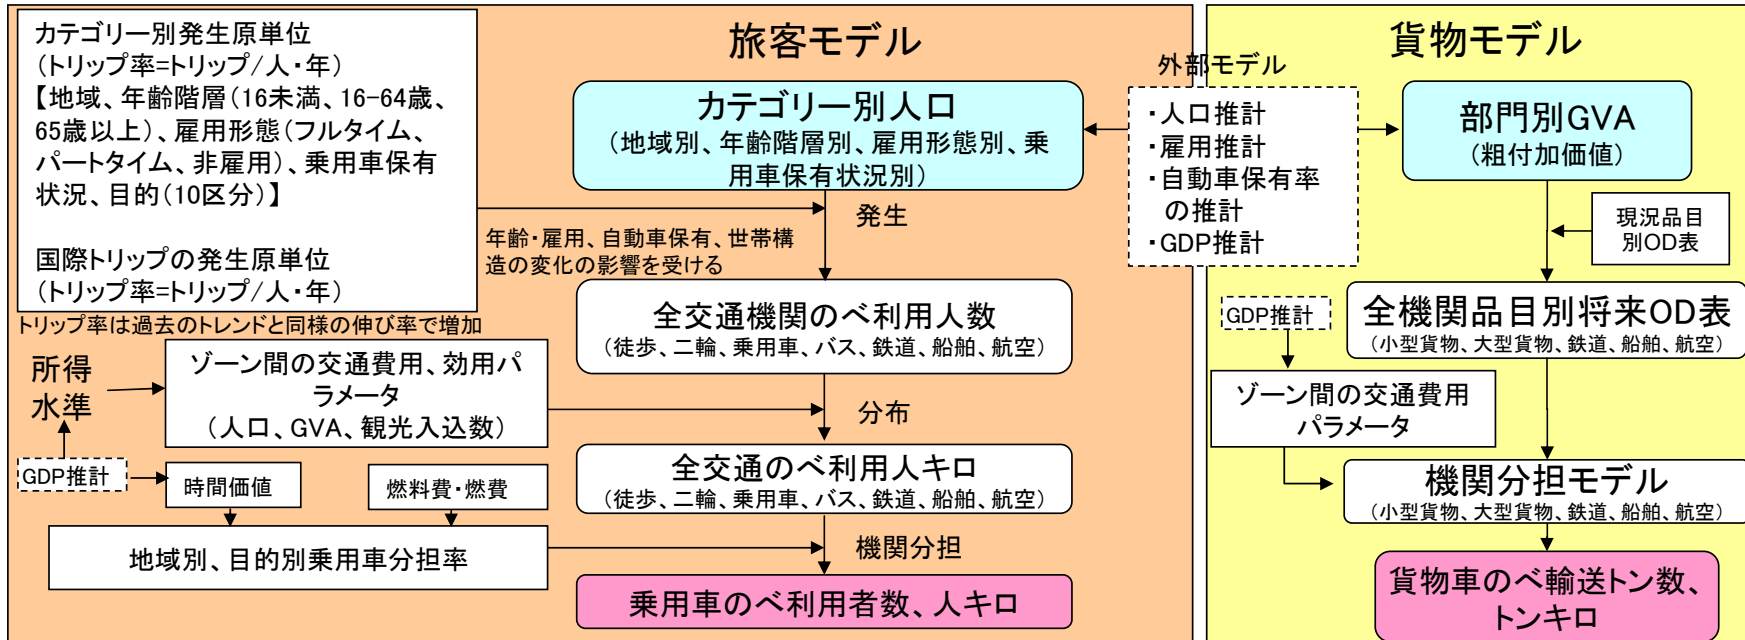 カテゴリー別発生原単位
(トリップ率=トリップ/人・年)
【地域、年齢階層(16未満、16-64歳、
65歳以上)、雇用形態(フルタイム、
パートタイム、非雇用)、乗用車保有
状況、目的(10区分)】
国際トリップの発生原単位
(トリップ率=トリップ/人・年)
トリップ率は過去のトレンドと同様の伸び率で増加
旅客モデル
カテゴリー別人口
(地域別、年齢階層別、雇用形態別、乗
用車保有状況別)
発生
年齢・雇用、自動車保有、世帯構
造の変化の影響を受ける
全交通機関のべ利用人数
(徒歩、二輪、乗用車、バス、鉄道、船舶、航空)
所得
水準
ゾーン間の交通費用、効用パ
ラメータ
(人口、GVA、観光入込数)
分布
GDP推計
時間価値
燃料費・燃費
全交通のべ利用人キロ
(徒歩、二輪、乗用車、バス、鉄道、船舶、航空)
地域別、目的別乗用車分担率
機関分担
乗用車のべ利用者数、人キロ
外部モデル
・人口推計
・雇用推計
・自動車保有率
の推計
・GDP推計
貨物モデル
部門別GVA
(粗付加価値)
現況品目
別OD表
GDP推計
全機関品目別将来OD表
(小型貨物、大型貨物、鉄道、船舶、航空)
ゾーン間の交通費用
パラメータ
機関分担モデル
(小型貨物、大型貨物、鉄道、船舶、航空)
貨物車のべ輸送トン数、
トンキロ